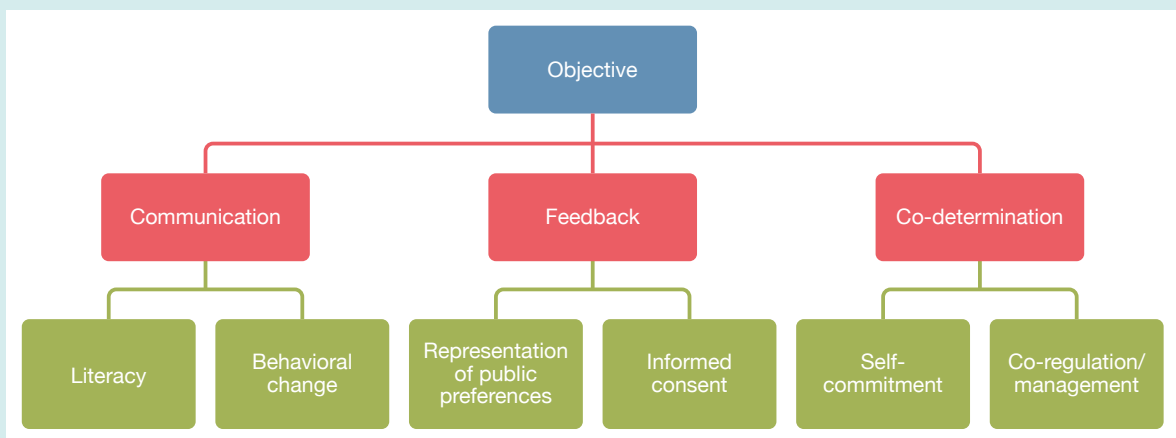 Objective
Communication
Feedback
Co-determination
Literacy
Behavioral
change
Representation
of public
preferences
Informed
consent
Self-
commitment
Co-regulation/
management